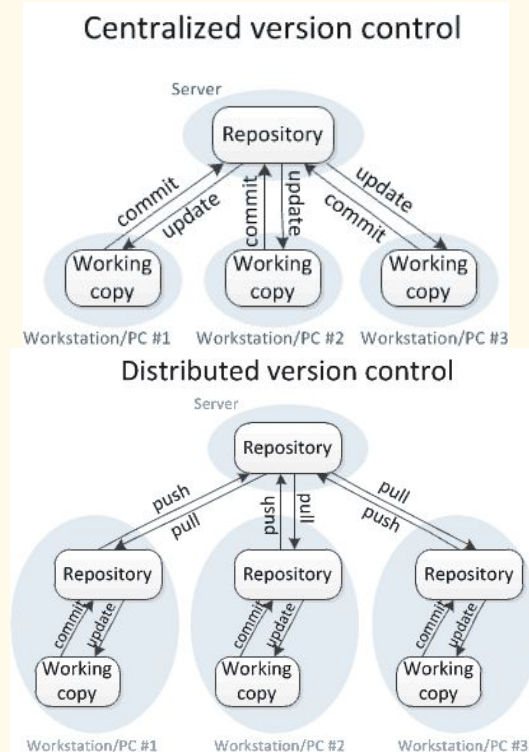 Centralized version control
Server
Repository
commit
update
commit
update
update
commit
Working
copy
Working
copy
Working
copy
Workstation/PC #1
Workstation/PC #2
Workstation/PC #3
Distributed version control
Server
Repository
push
pull
push
pull
pull
push
Repository
Repository
Repository
commit
update
commit
update
commit
update
Working
copy
Working
copy
Working
copy
Workstation/PC #1
Workstation/PC #2
Workstation/PC #3